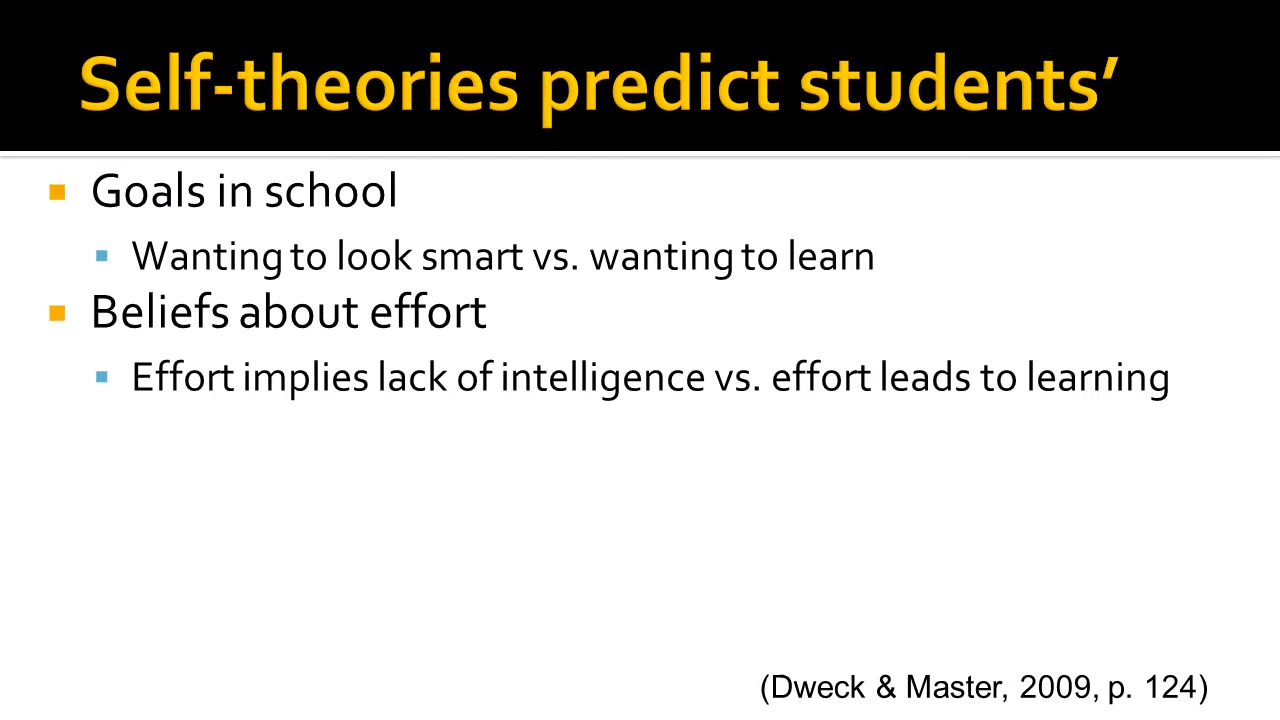 Self-theories predict students’
Goals in school
Wanting to look smart vs. wanting to learn
Beliefs about effort
Effort implies lack of intelligence vs. effort leads to learning
(Dweck & Master, 2009, p. 124)